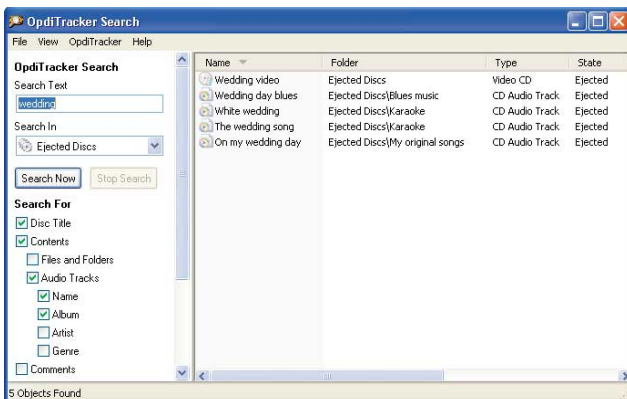 OpdiTracker Search
File View OpdiTracker Help
OpdiTracker Search
Search Text
wedding
Search In
Ejected Discs
Search Now Stop Search
Search For
Disc Title
Contents
Files and Folders
Audio Tracks
Name
Album
Artist
Genre
Comments
Name Folder Type State
Wedding video Ejected Discs Video CD Ejected
Wedding day blues Ejected Discs\Blues music CD Audio Track Ejected
White wedding Ejected Discs\Karaoke CD Audio Track Ejected
The wedding song Ejected Discs\Karaoke CD Audio Track Ejected
On my wedding day Ejected Discs\My original songs CD Audio Track Ejected
5 Objects Found